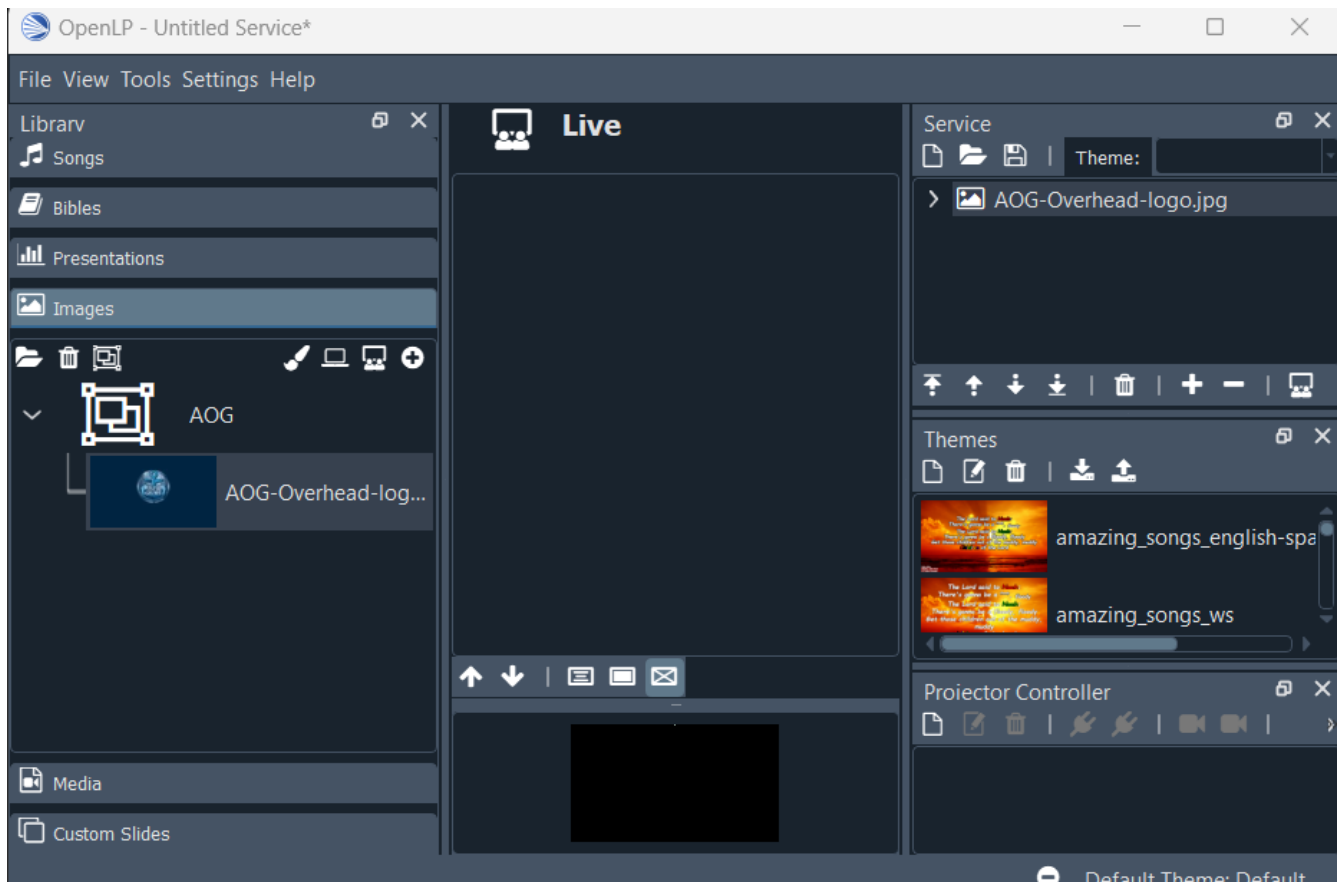 OpenLP - Untitled Service*
File View Tools Settings Help
Library
Songs
Bibles
Presentations
Images
AOG
AOG-Overhead-log...
Media
Custom Slides
Live
Service
Theme:
AOG-Overhead-logo.jpg
Themes
amazing_songs_english-spa
amazing_songs_ws
Projector Controller
Default Theme: Default